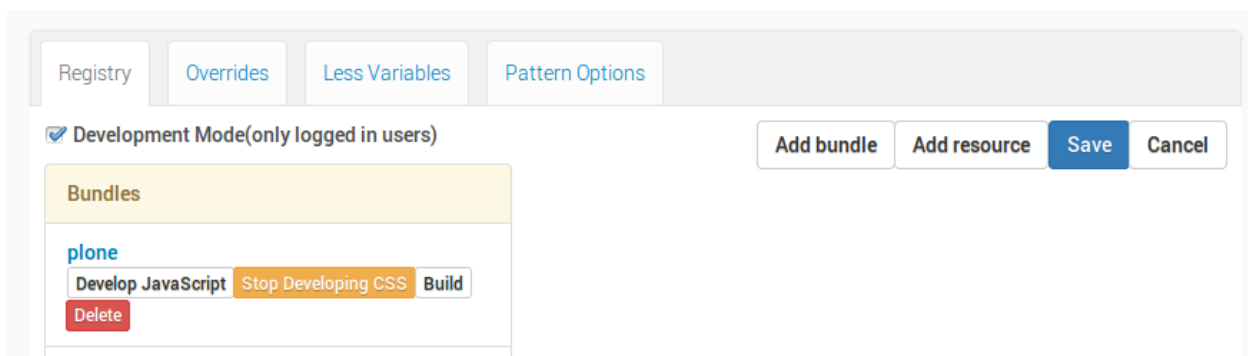 Registry Overrides Less Variables Pattern Options
Development Mode(only logged in users)
Add bundle Add resource Save Cancel
Bundles
plone
Develop JavaScript Stop Developing CSS Build
Delete